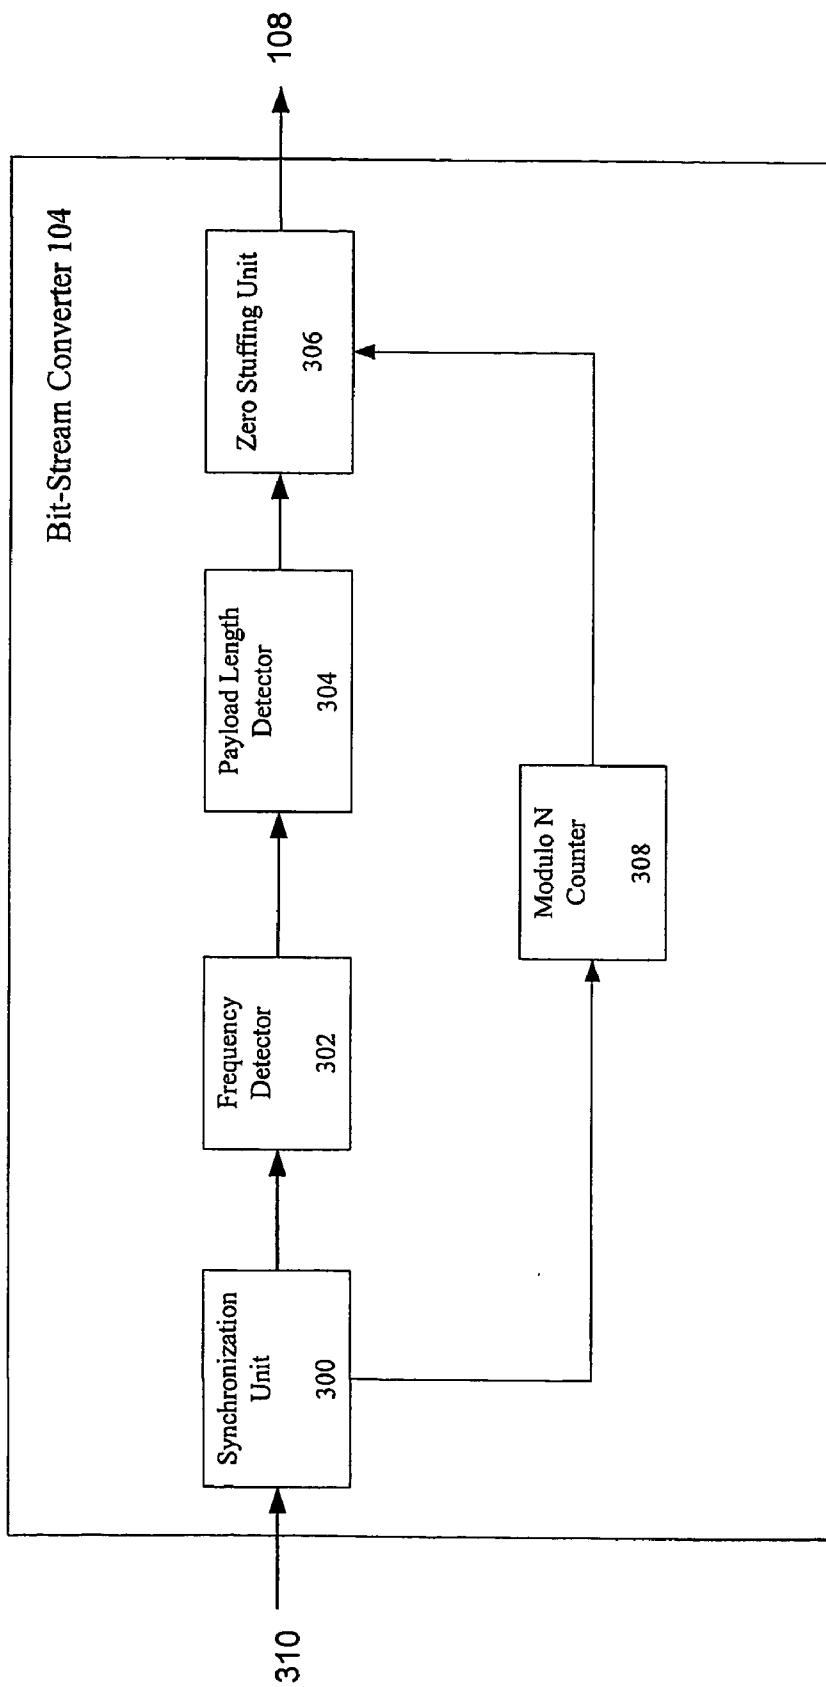 Bit-Stream Converter 104
310
Synchronization
Unit
300
Frequency
Detector
302
Payload Length
Detector
304
Zero Stuffing Unit
306
108
Modulo N
Counter
308